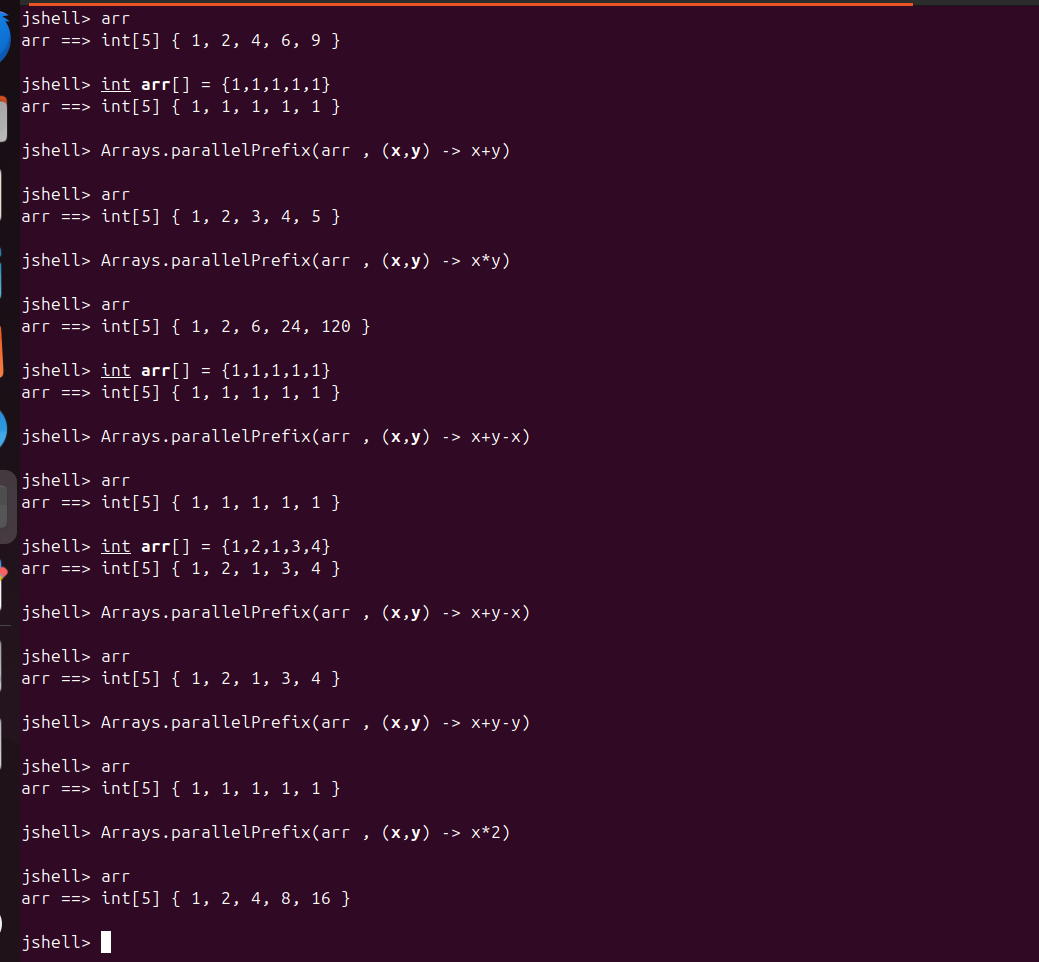 jshell> arr
arr ==> int[5] { 1, 2, 4, 6, 9 }
jshell> int arr[] = {1,1,1,1,1}
arr ==> int[5] { 1, 1, 1, 1, 1 }
jshell> Arrays.parallelPrefix(arr , (x,y) -> x+y)
jshell> arr
arr ==> int[5] { 1, 2, 3, 4, 5 }
jshell> Arrays.parallelPrefix(arr , (x,y) -> x*y)
jshell> arr
arr ==> int[5] { 1, 2, 6, 24, 120 }
jshell> int arr[] = {1,1,1,1,1}
arr ==> int[5] { 1, 1, 1, 1, 1 }
jshell> Arrays.parallelPrefix(arr , (x,y) -> x+y-x)
jshell> arr
arr ==> int[5] { 1, 1, 1, 1, 1 }
jshell> int arr[] = {1,2,1,3,4}
arr ==> int[5] { 1, 2, 1, 3, 4 }
jshell> Arrays.parallelPrefix(arr , (x,y) -> x+y-x)
jshell> arr
arr ==> int[5] { 1, 2, 1, 3, 4 }
jshell> Arrays.parallelPrefix(arr , (x,y) -> x+y-y)
jshell> arr
arr ==> int[5] { 1, 1, 1, 1, 1 }
jshell> Arrays.parallelPrefix(arr , (x,y) -> x*2)
jshell> arr
arr ==> int[5] { 1, 2, 4, 8, 16 }
jshell>